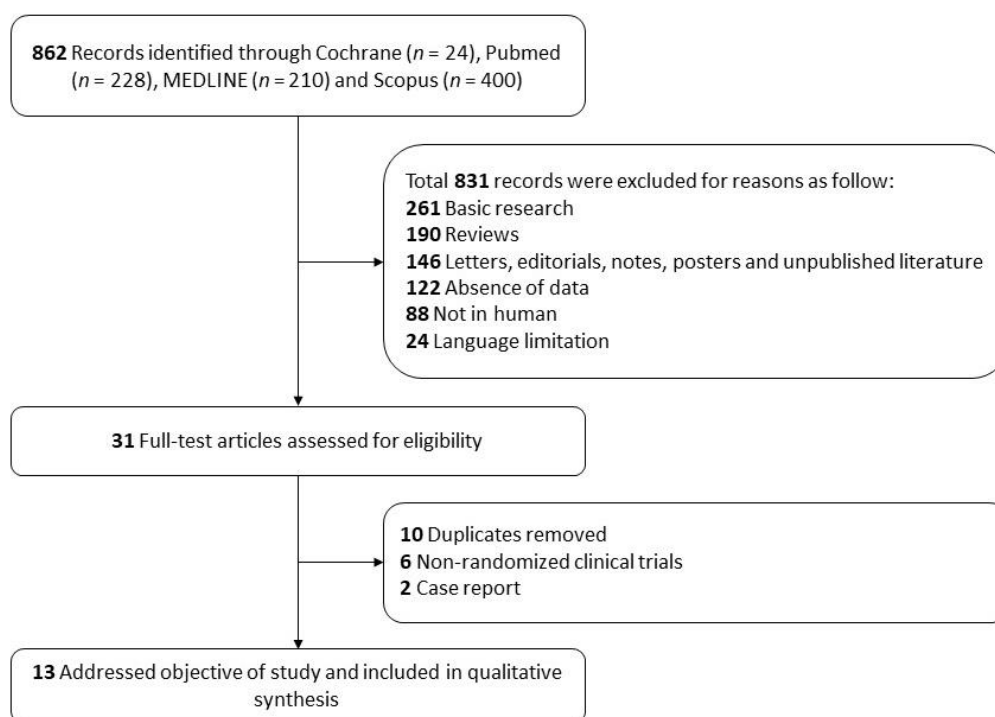 862 Records identified through Cochrane (n = 24), Pubmed
(n = 228), MEDLINE (n = 210) and Scopus (n = 400)
Total 831 records were excluded for reasons as follow:
261 Basic research
190 Reviews
146 Letters, editorials, notes, posters and unpublished literature
122 Absence of data
88 Not in human
24 Language limitation
31 Full-test articles assessed for eligibility
10 Duplicates removed
6 Non-randomized clinical trials
2 Case report
13 Addressed objective of study and included in qualitative
synthesis